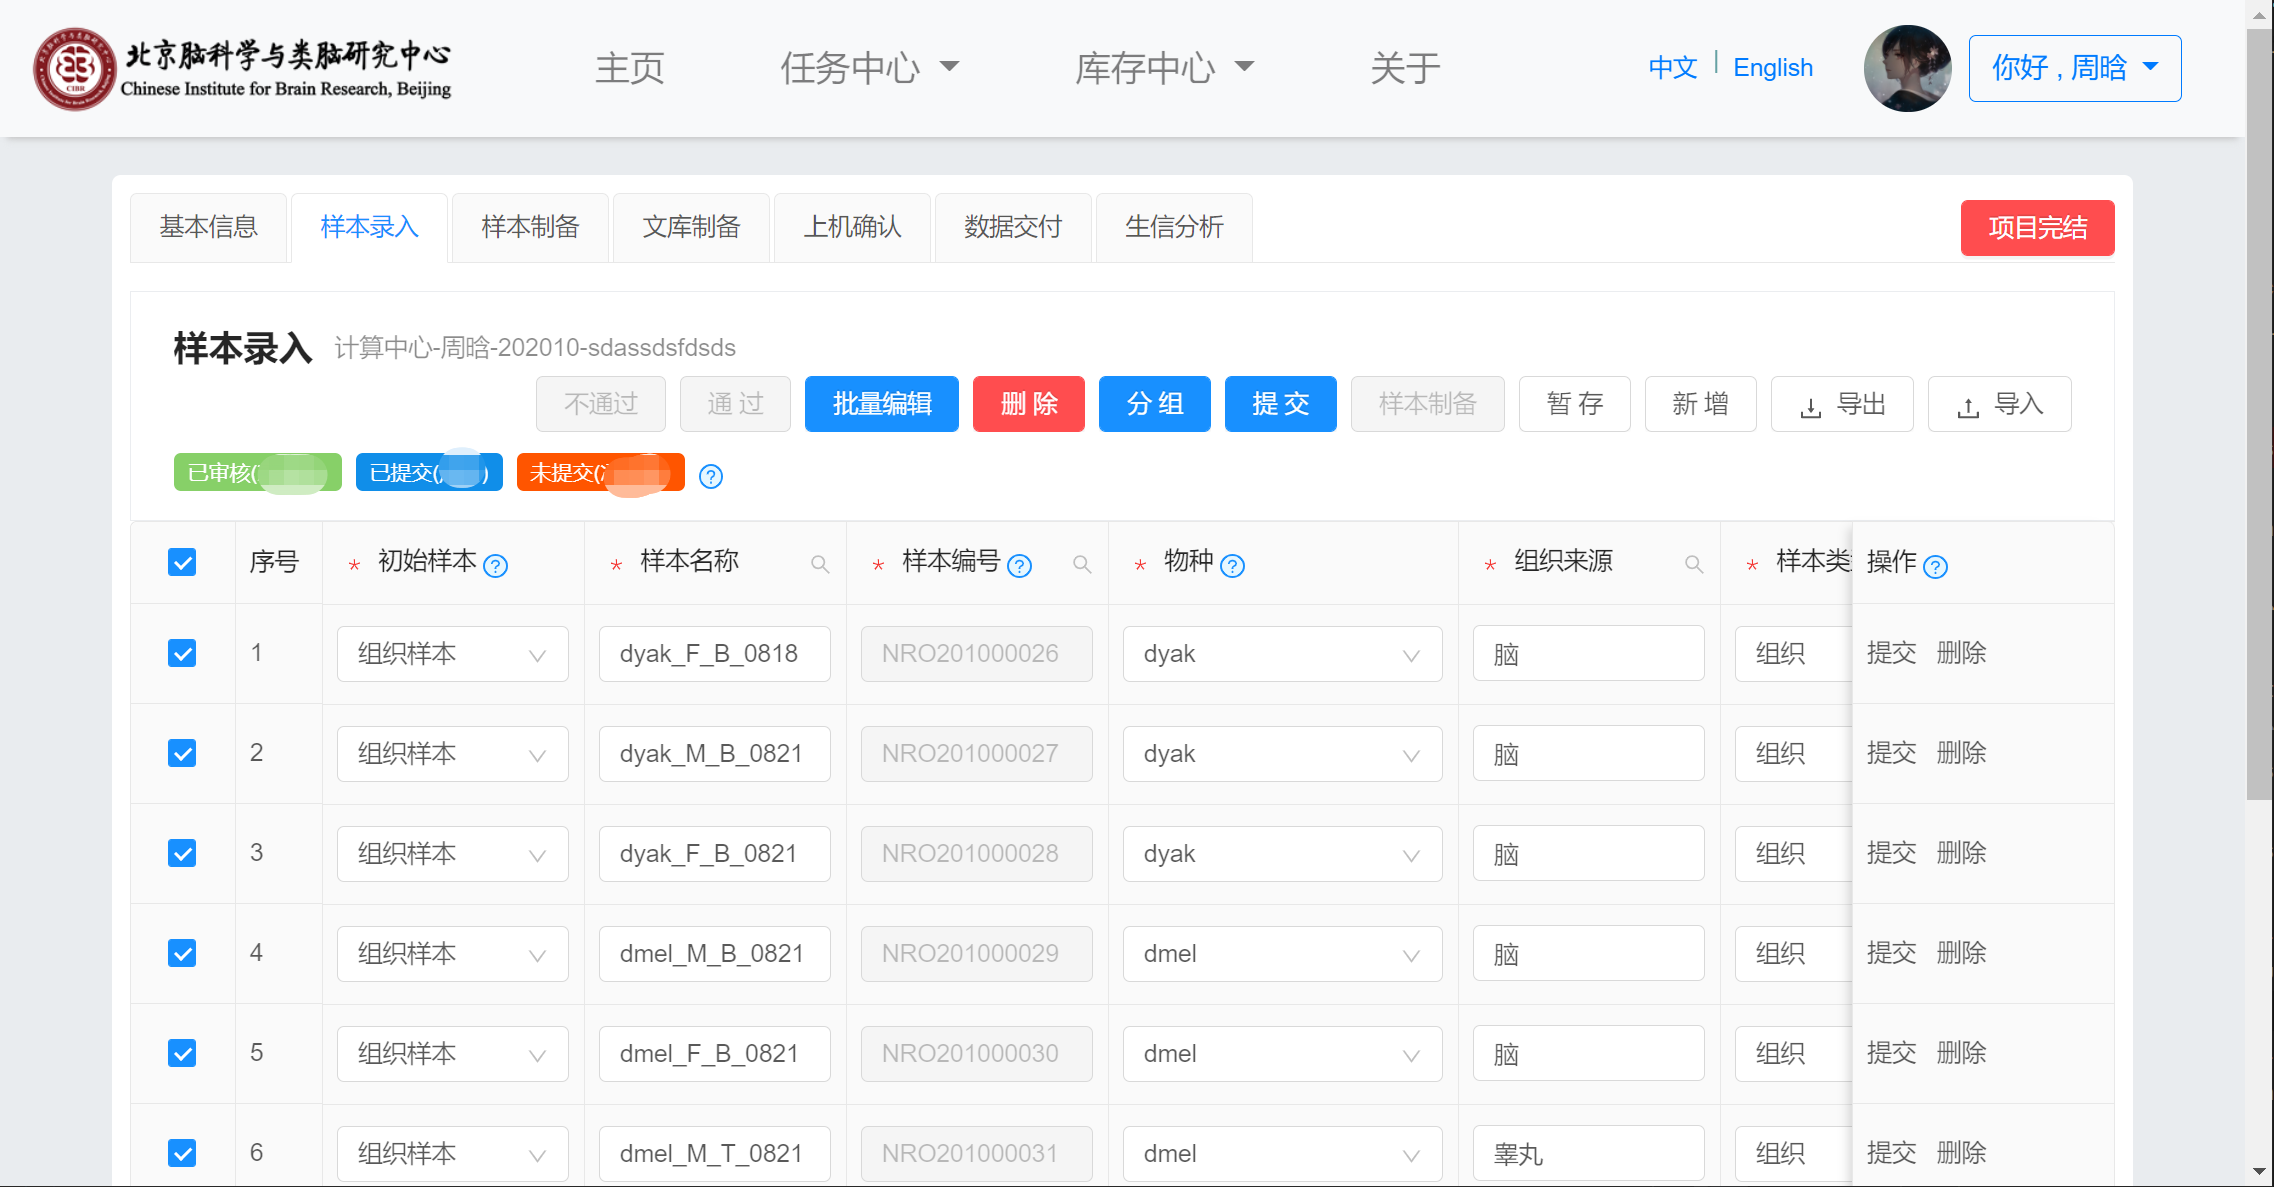 北京脑科学与类脑研究中心
Chinese Institute for Brain Research, Beijing
CIBR
主页
任务中心
库存中心
关于
中文
English
你好 , 周晗
基本信息
样本录入
样本制备
文库制备
上机确认
数据交付
生信分析
项目完结
样本录入 计算中心-周晗-202010-sdassdsfdsds
不通过
通 过
批量编辑
删 除
分 组
提 交
样本制备
暂 存
新 增
导出
导入
已审核(
已提交( )
未提交(
序号 * 初始样本 * 样本名称 * 样本编号 * 物种 * 组织来源 * 样本类 操作
1 组织样本 dyak_F_B_0818 NRO201000026 dyak 脑 组织 提交 删除
2 组织样本 dyak_M_B_0821 NRO201000027 dyak 脑 组织 提交 删除
3 组织样本 dyak_F_B_0821 NRO201000028 dyak 脑 组织 提交 删除
4 组织样本 dmel_M_B_0821 NRO201000029 dmel 脑 组织 提交 删除
5 组织样本 dmel_F_B_0821 NRO201000030 dmel 脑 组织 提交 删除
6 组织样本 dmel_M_T_0821 NRO201000031 dmel 睾丸 组织 提交 删除